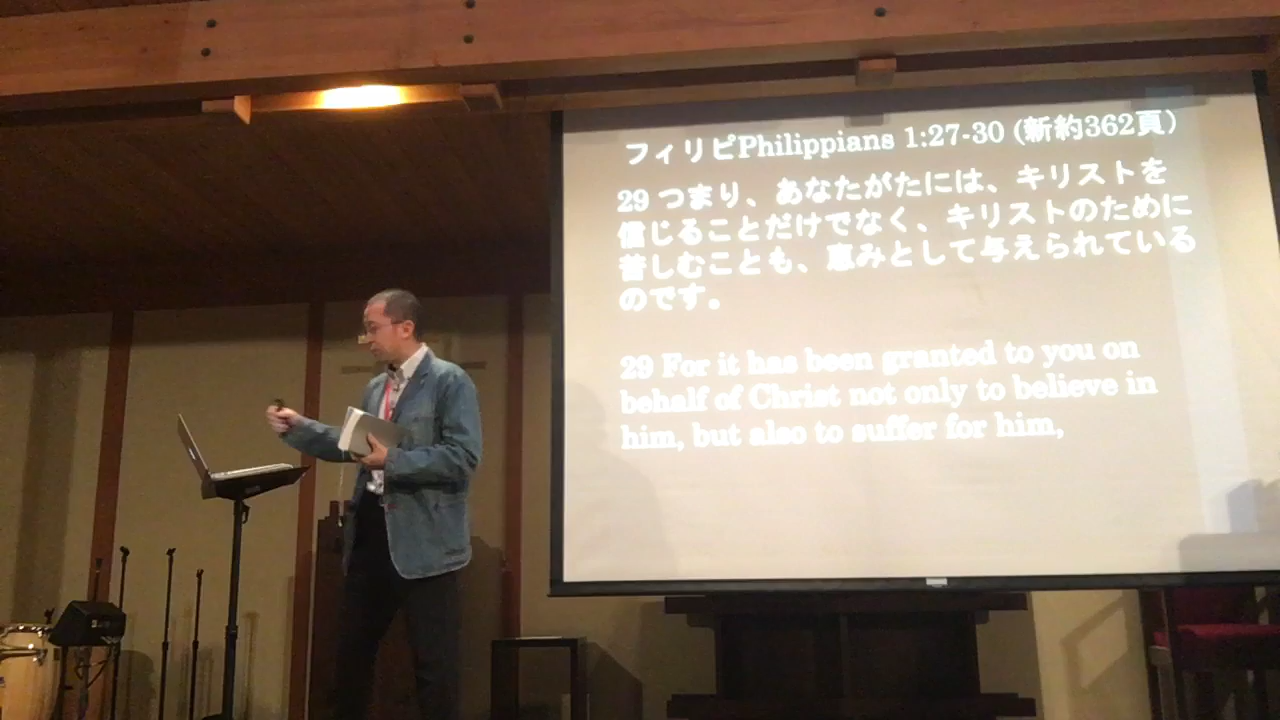 フィリピPhilippians 1:27-30 (新約362頁)
29 つまり、あなたがたには、キリストを
信じることだけでなく、キリストのために
苦しむことも、恵みとして与えられている
のです。
29 For it has been granted to you on
behalf of Christ not only to believe in
him, but also to suffer for him,